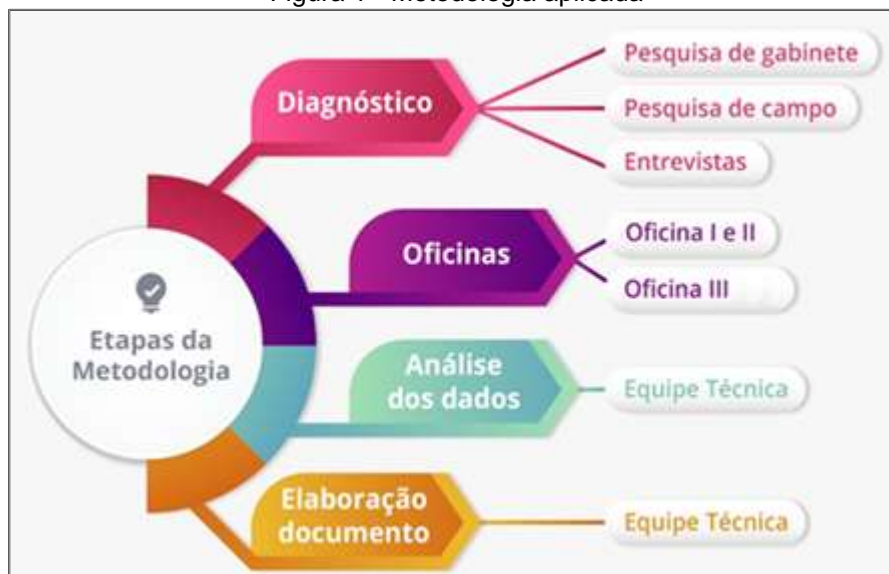 Diagnóstico
Pesquisa de gabinete
Pesquisa de campo
Entrevistas
Oficinas
Oficina I e II
Oficina III
Etapas da
Metodologia
Análise
dos dados
Equipe Técnica
Elaboração
documento
Equipe Técnica